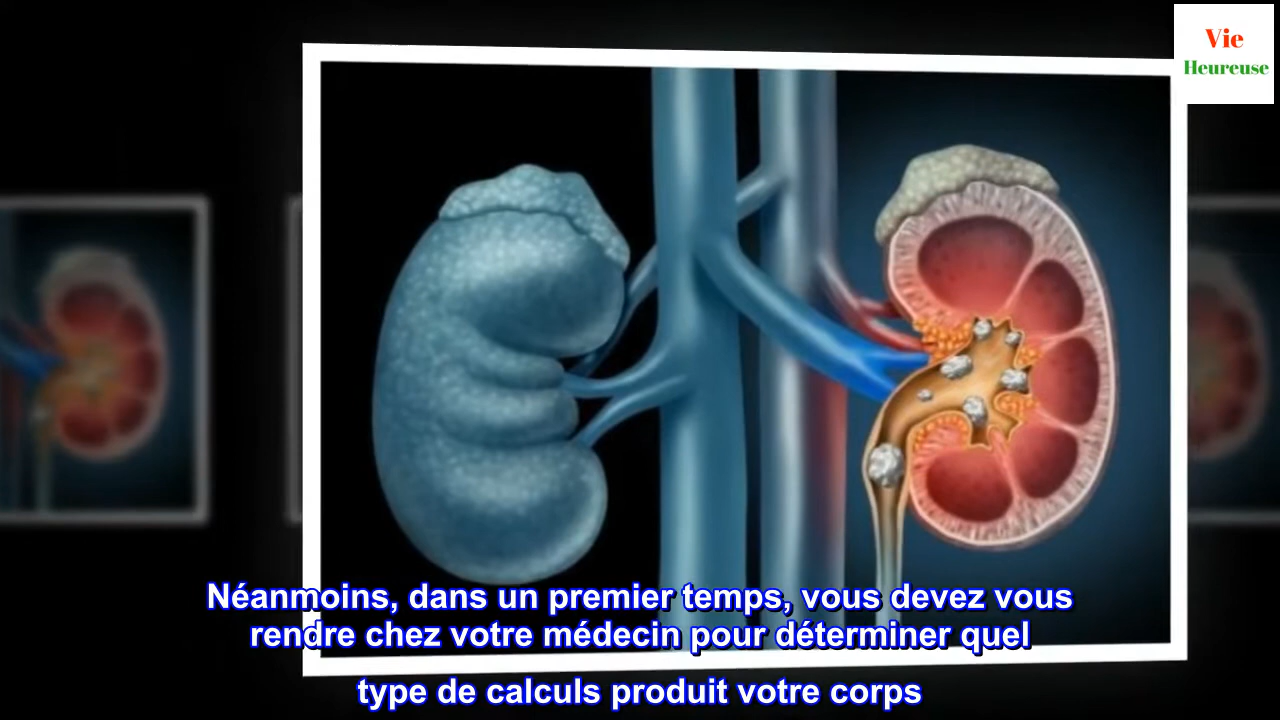 Vie
Heureuse
Néanmoins, dans un premier temps, vous devez vous
rendre chez votre médecin pour déterminer quel
type de calculs produit votre corps